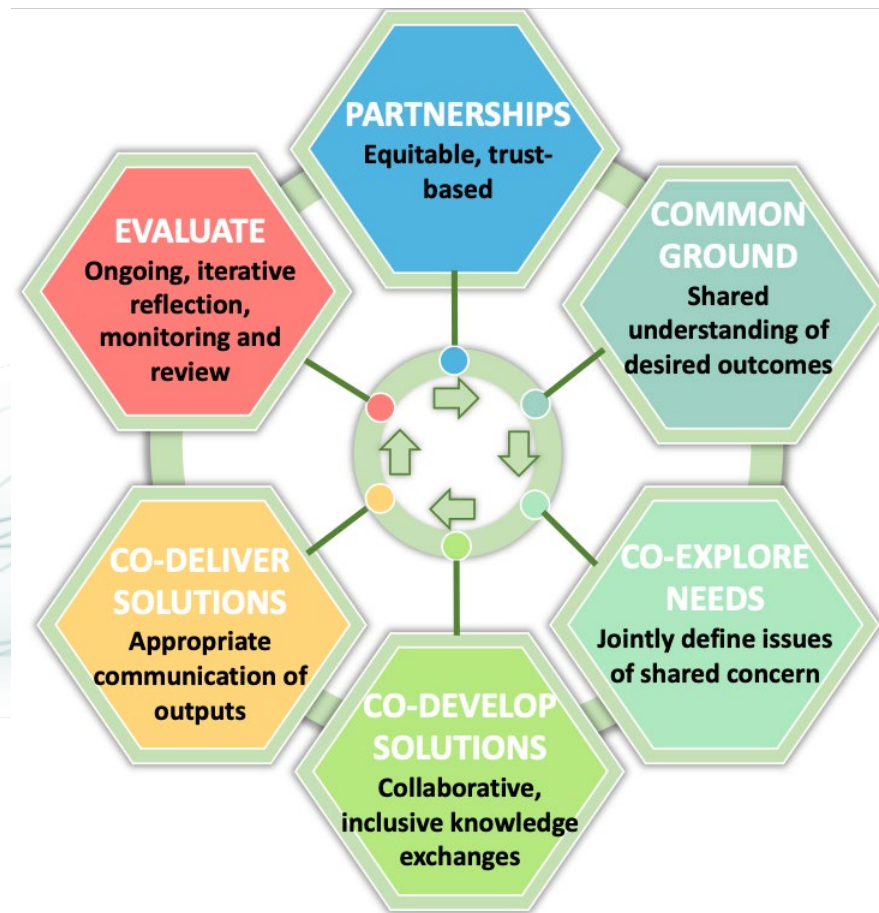 PARTNERSHIPS
Equitable, trust-
based
COMMON
GROUND
Shared
understanding of
desired outcomes
CO-EXPLORE
NEEDS
Jointly define issues
of shared concern
CO-DEVELOP
SOLUTIONS
Collaborative,
inclusive knowledge
exchanges
CO-DELIVER
SOLUTIONS
Appropriate
communication of
outputs
EVALUATE
Ongoing, iterative
reflection,
monitoring and
review